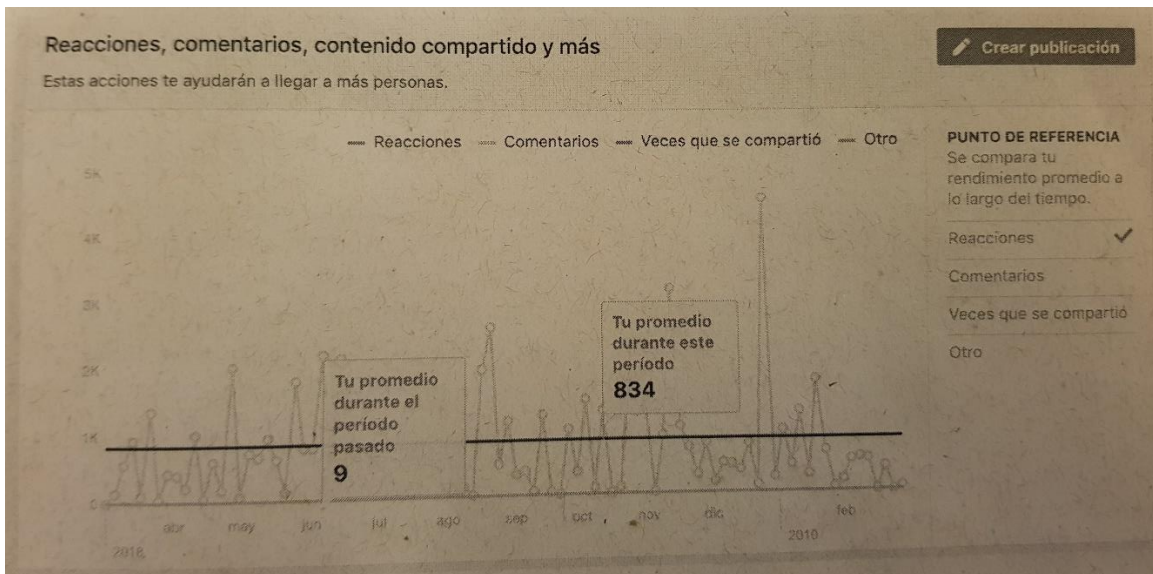 Reacciones, comentarios, contenido compartido y más
Crear publicación
Estas acciones te ayudarán a llegar a más personas.
Reacciones Comentarios Veces que se compartió Otro
PUNTO DE REFERENCIA
Se compara tu
rendimiento promedio a
lo largo del tiempo.
Reacciones
Comentarios
Veces que se compartió
Otro
5K
4K
3K
2K
1K
0
Tu promedio
durante el
período
pasado
9
Tu promedio
durante este
período
834
abr may jun jul ago sep oct nov dic feb
2018 2019